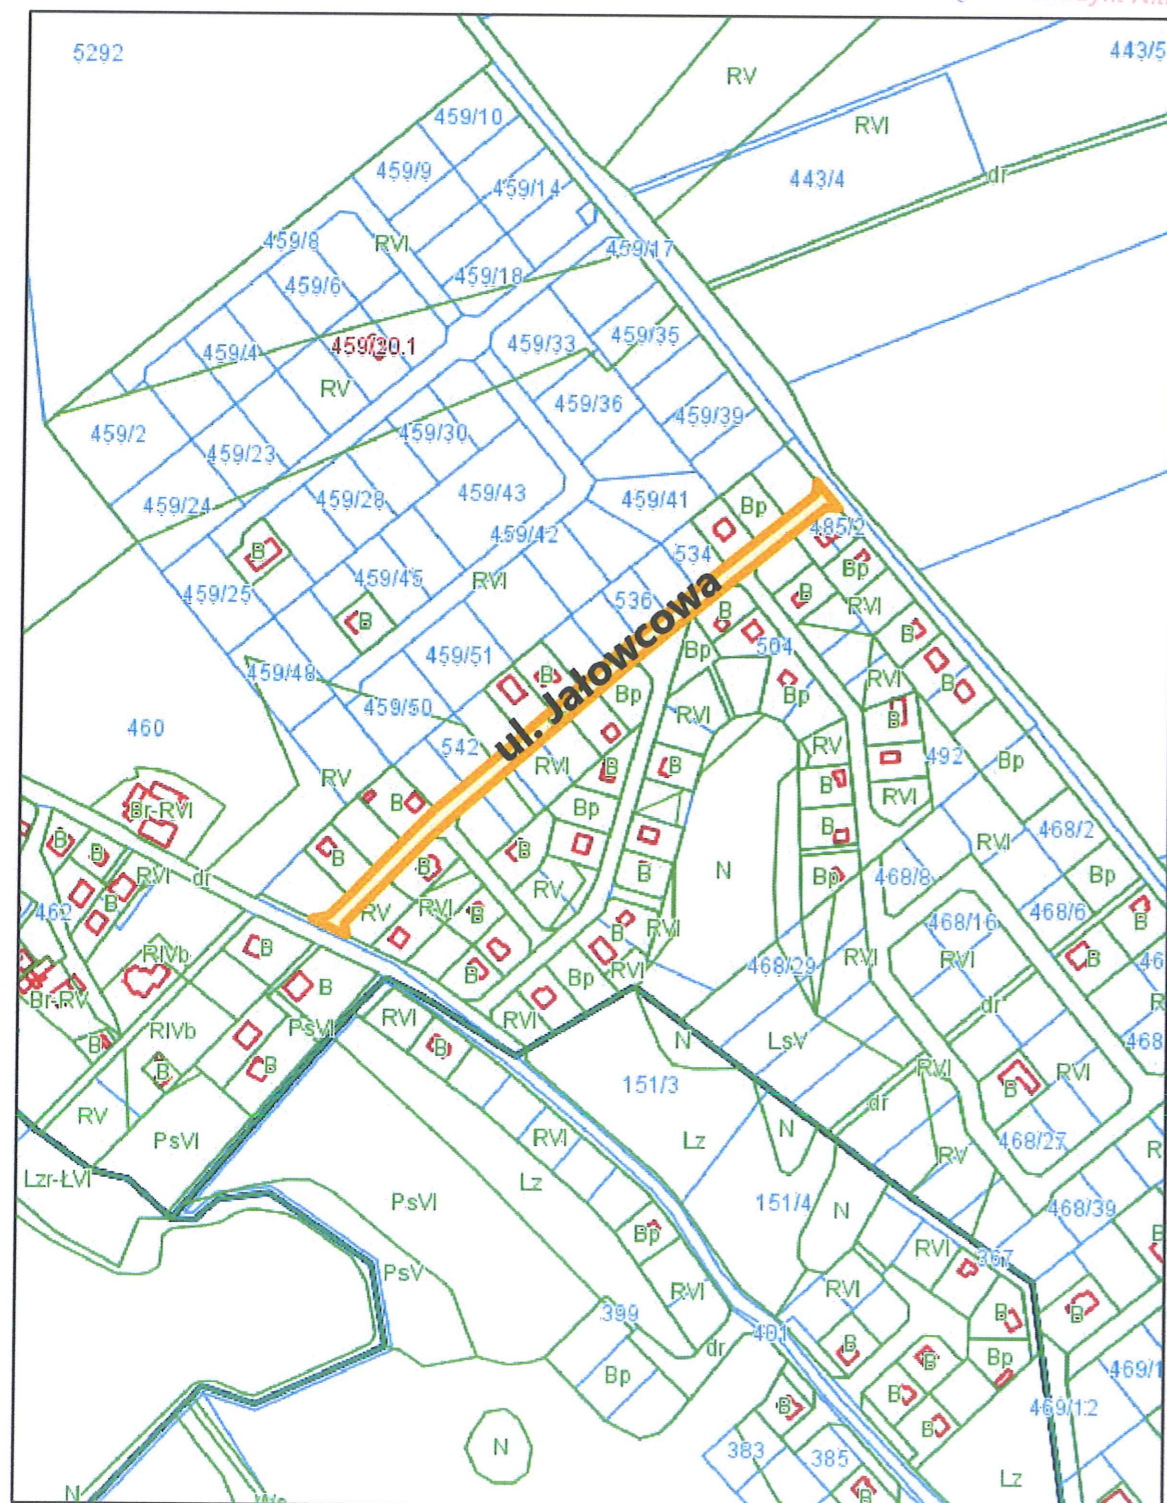 5292
RV
443/5
459/10
RVI
459/9
459/14
443/4
dr
459/8
RVI
459/17
459/18
459/6
459/4
459/20.1
459/33
459/35
RV
459/2
459/30
459/36
459/39
459/23
459/24
459/28
459/43
459/41
Bp
459/42
534
485/2
B
459/25
459/45
RVI
536
B
Bp
B
RVI
459/51
B
504
B
459/48
Bp
Bp
RVI
459/50
B
Bp
RVI
B
ul. Jałowcowa
460
542
RVI
B
B
RV
492
Bp
RV
B
Bp
B
RVI
Br-RVI
B
B
468/2
B
B
RVI
dr
B
B
B
RVI
N
Bp
468/8
Bp
462
B
RV
RVI
B
RV
468/16
468/6
B
RIVb
B
B
RVI
468/29
RVI
RVI
B
46
Br-RV
B
B
Bp
RVI
dr
R
RIVb
PsVI
RVI
RVI
N
LsV
468
B
B
B
B
151/3
RVI
B
RVI
RV
PsVI
dr
RVI
Lz
N
468/27
R
Lzr-ŁVI
Lz
RV
PsVI
151/4
N
468/39
Bp
RVI
367
B
PsV
RVI
RVI
B
B
399
401
dr
B
B
Bp
469/1
Bp
B
B
B
469/12
383
385
N
Lz
N
B